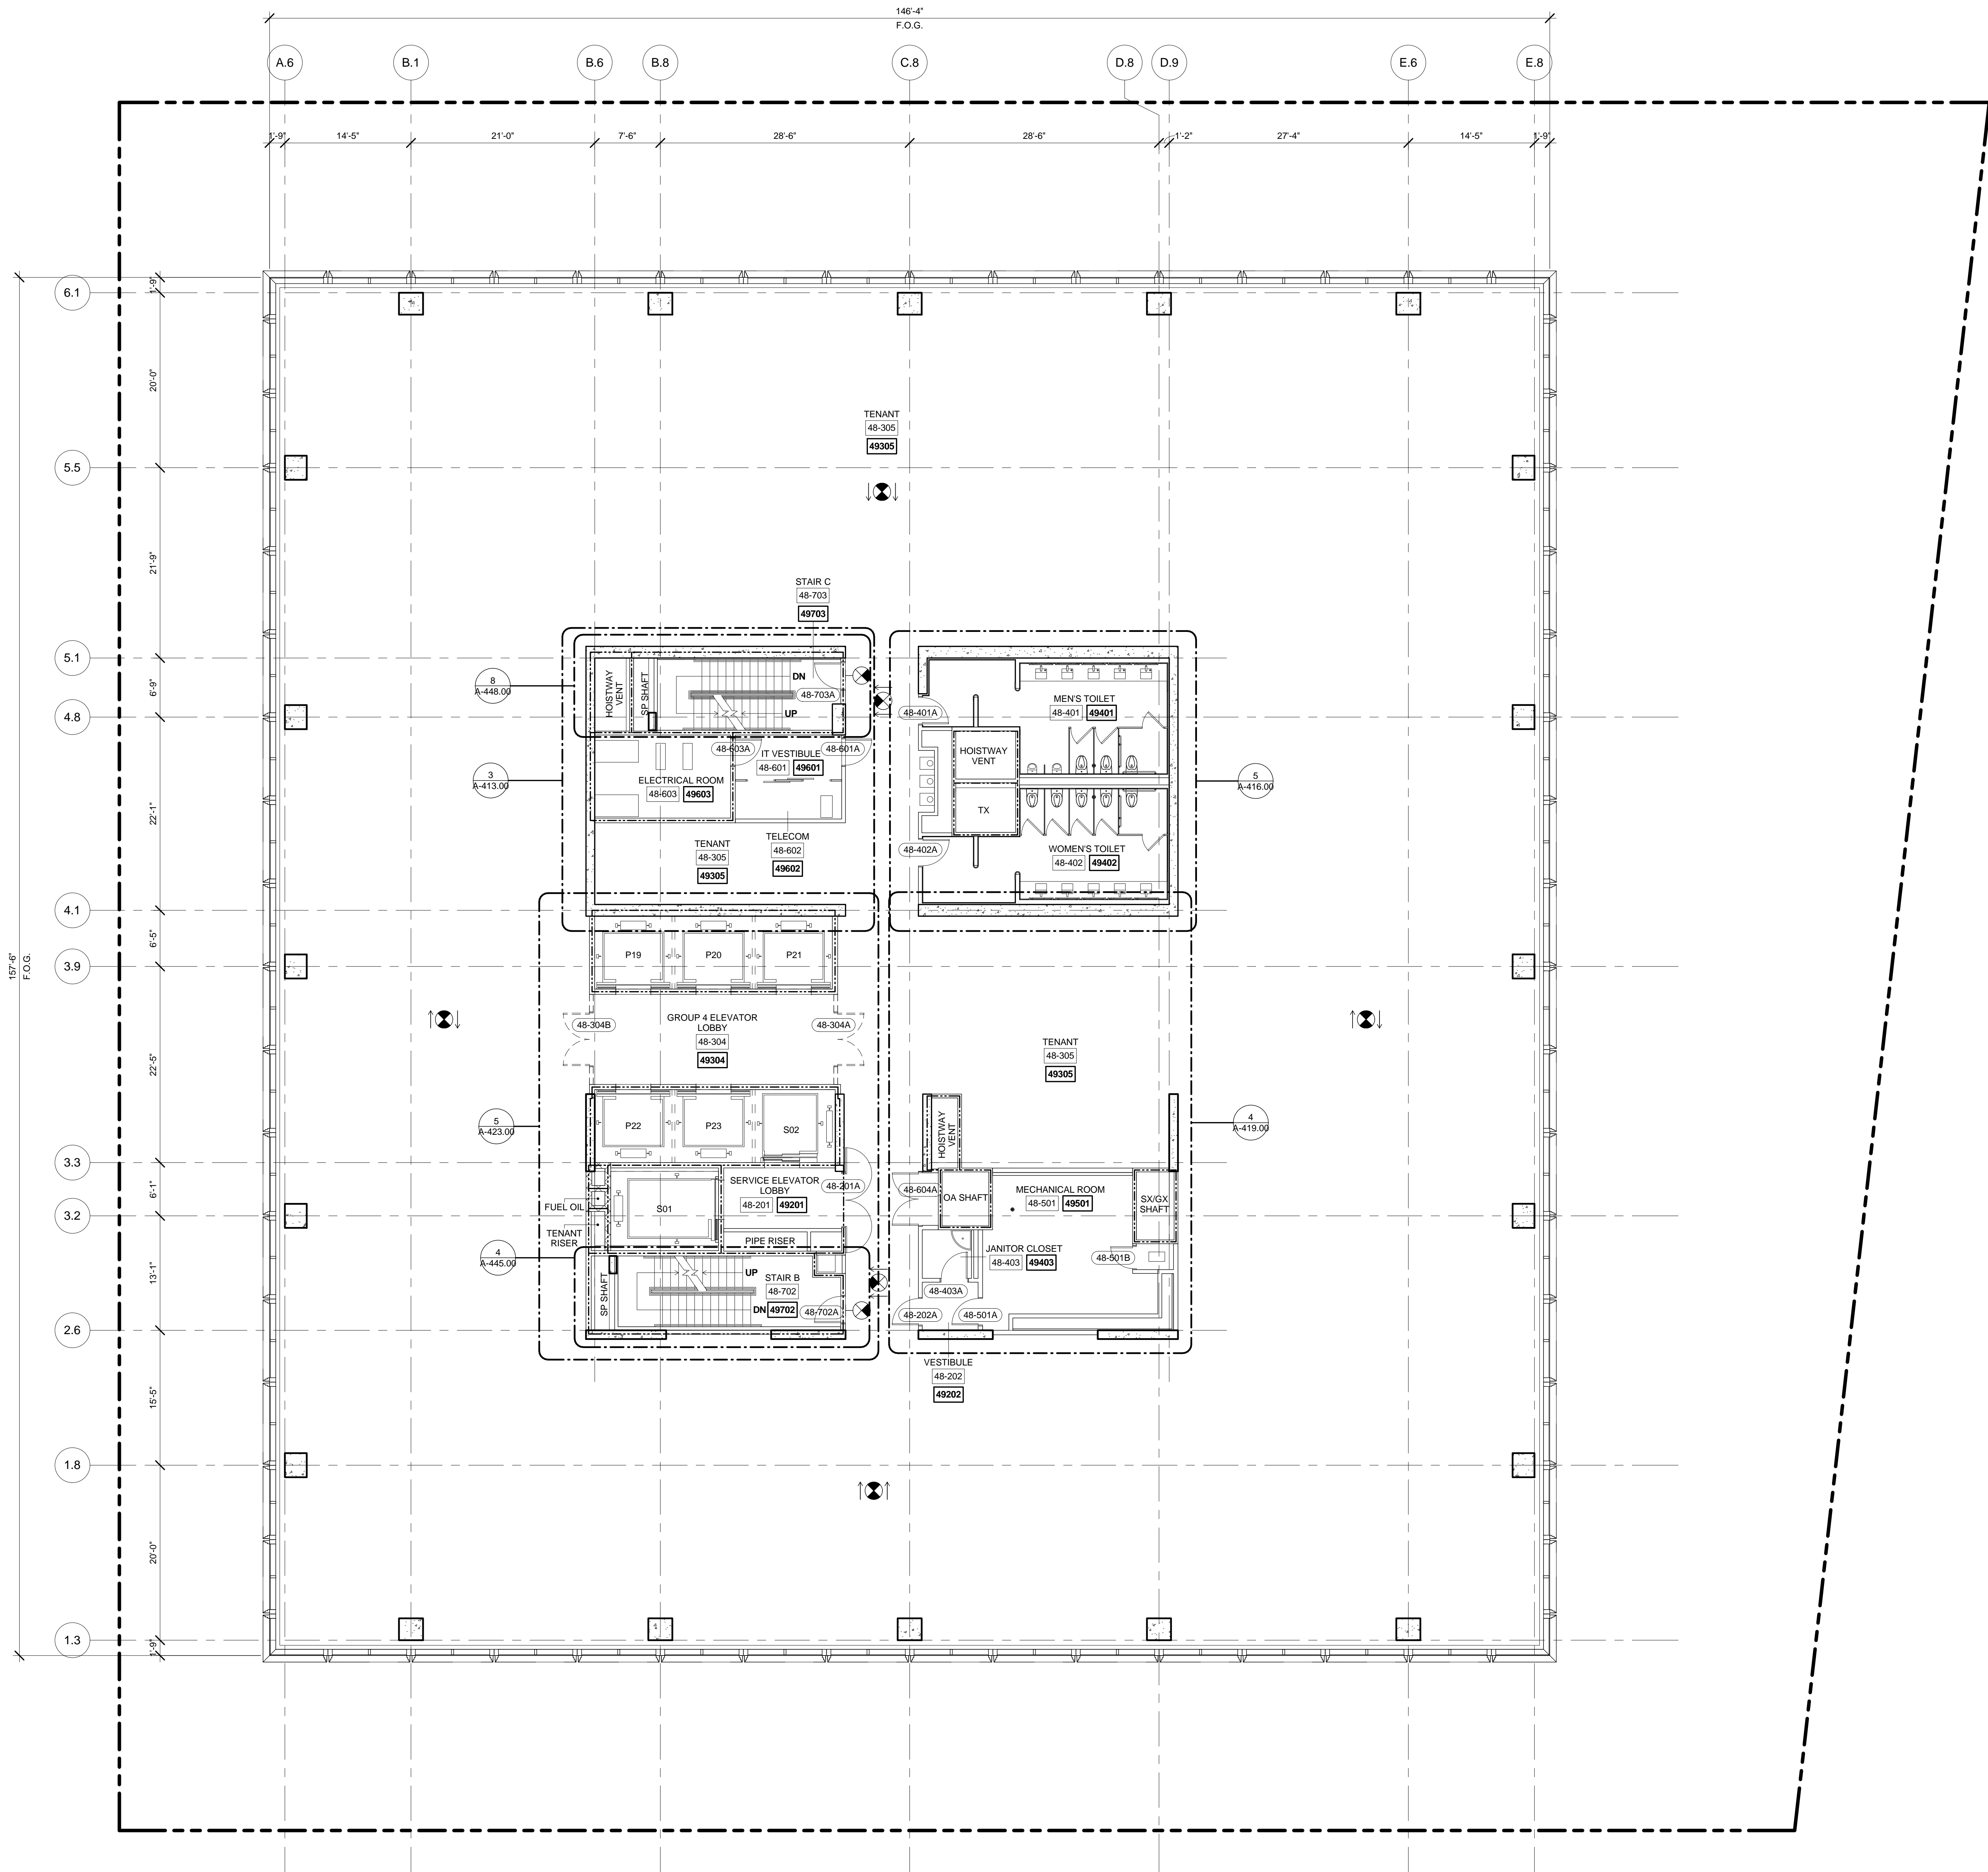 146'-4"
F.O.G.
A.6
B.1
B.6
B.8
C.8
D.8
D.9
E.6
E.8
1'-9"
14'-5"
21'-0"
7'-6"
28'-6"
28'-6"
1'-2"
27'-4"
14'-5"
1'-9"
157'-6"
F.O.G.
6.1
5.5
5.1
4.8
4.1
3.9
3.3
3.2
2.6
1.8
1.3
1'-9"
20'-0"
21'-9"
6'-9"
22'-1"
6'-5"
22'-5"
6'-1"
13'-1"
15'-5"
20'-0"
1'-9"
TENANT
48-305
49305
STAIR C
48-703
49703
8
A-448.00
HOISTWAY
VENT
SP SHAFT
DN
UP
48-703A
3
A-413.00
48-603A
48-601A
IT VESTIBULE
48-601 49601
ELECTRICAL ROOM
48-603 49603
TELECOM
48-602
49602
TENANT
48-305
49305
48-401A
MEN'S TOILET
48-401 49401
HOISTWAY
VENT
TX
5
A-416.00
48-402A
WOMEN'S TOILET
48-402 49402
P19
P20
P21
GROUP 4 ELEVATOR
LOBBY
48-304
49304
48-304B
48-304A
TENANT
48-305
49305
5
A-423.00
P22
P23
S02
4
A-419.00
HOISTWAY
VENT
SERVICE ELEVATOR
LOBBY
48-201 49201
48-201A
S01
FUEL OIL
TENANT
RISER
PIPE RISER
48-604A
OA SHAFT
MECHANICAL ROOM
48-501 49501
SX/GX
SHAFT
4
A-445.00
SP SHAFT
UP
STAIR B
48-702
DN 49702
48-702A
JANITOR CLOSET
48-403 49403
48-501B
48-403A
48-202A
48-501A
VESTIBULE
48-202
49202